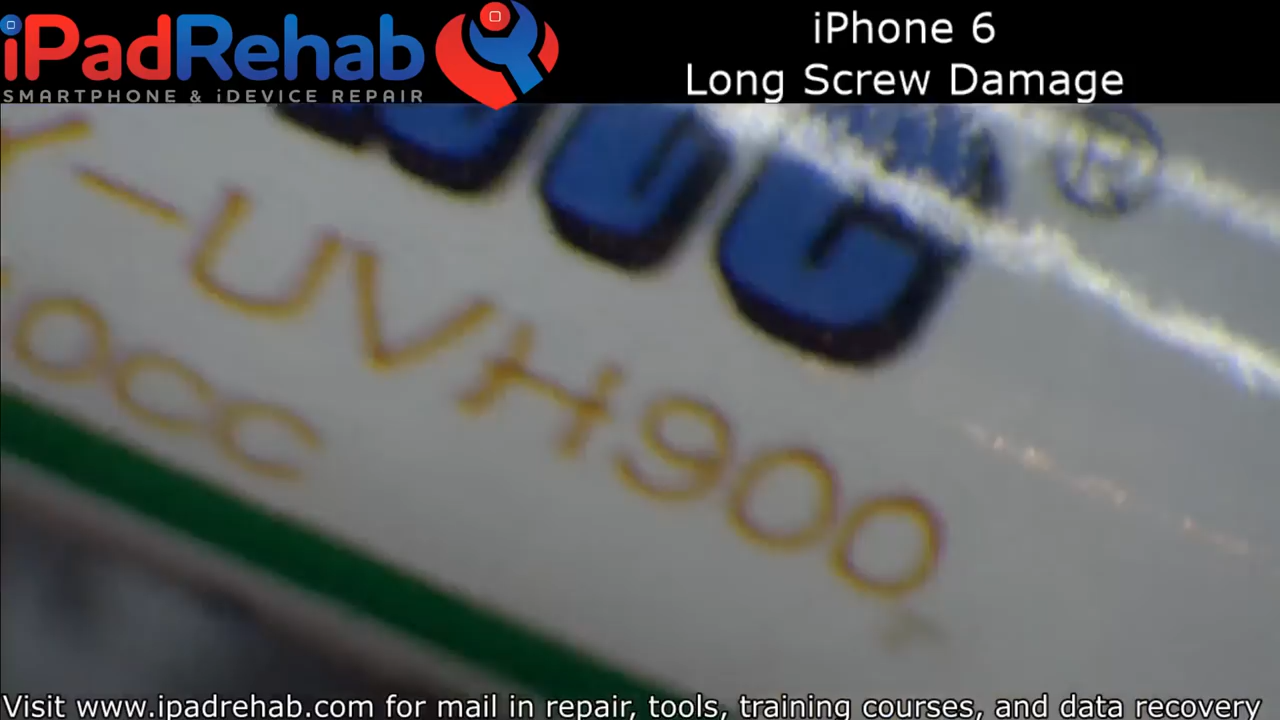 iPadRehab
SMARTPHONE & iDEVICE REPAIR
iPhone 6
Long Screw Damage
®
-UVH900
0CC
Visit www.ipadrehab.com for mail in repair, tools, training courses, and data recovery